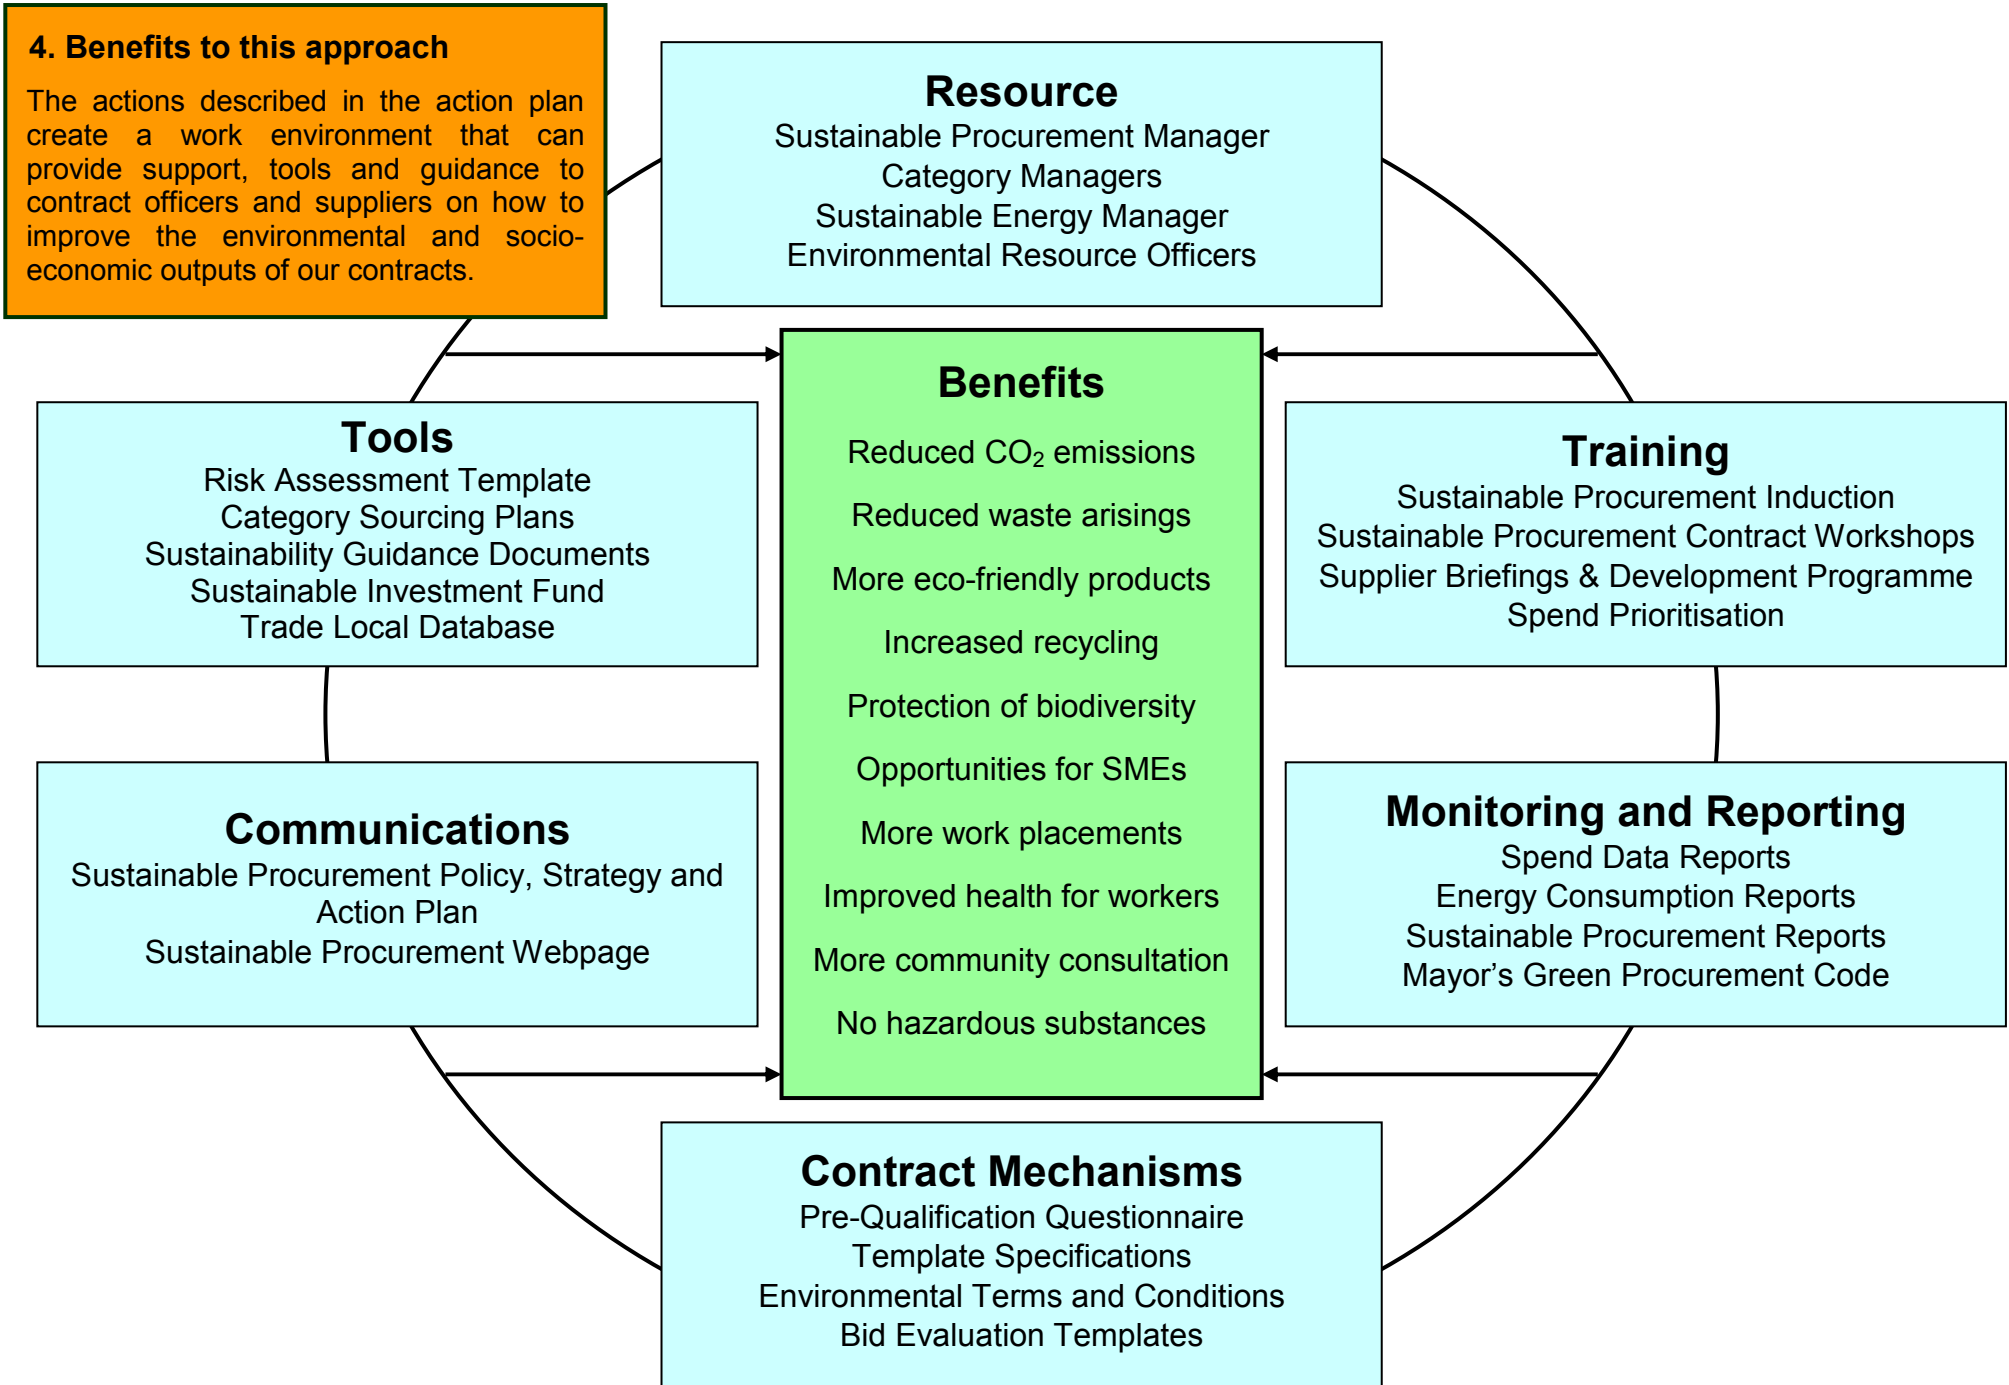 4. Benefits to this approach
The actions described in the action plan
create a work environment that can
provide support, tools and guidance to
contract officers and suppliers on how to
improve the environmental and socio-
economic outputs of our contracts.
Resource
Sustainable Procurement Manager
Category Managers
Sustainable Energy Manager
Environmental Resource Officers
Tools
Risk Assessment Template
Category Sourcing Plans
Sustainability Guidance Documents
Sustainable Investment Fund
Trade Local Database
Benefits
Reduced CO₂ emissions
Reduced waste arisings
More eco-friendly products
Increased recycling
Protection of biodiversity
Opportunities for SMEs
More work placements
Improved health for workers
More community consultation
No hazardous substances
Training
Sustainable Procurement Induction
Sustainable Procurement Contract Workshops
Supplier Briefings & Development Programme
Spend Prioritisation
Communications
Sustainable Procurement Policy, Strategy and
Action Plan
Sustainable Procurement Webpage
Monitoring and Reporting
Spend Data Reports
Energy Consumption Reports
Sustainable Procurement Reports
Mayor’s Green Procurement Code
Contract Mechanisms
Pre-Qualification Questionnaire
Template Specifications
Environmental Terms and Conditions
Bid Evaluation Templates